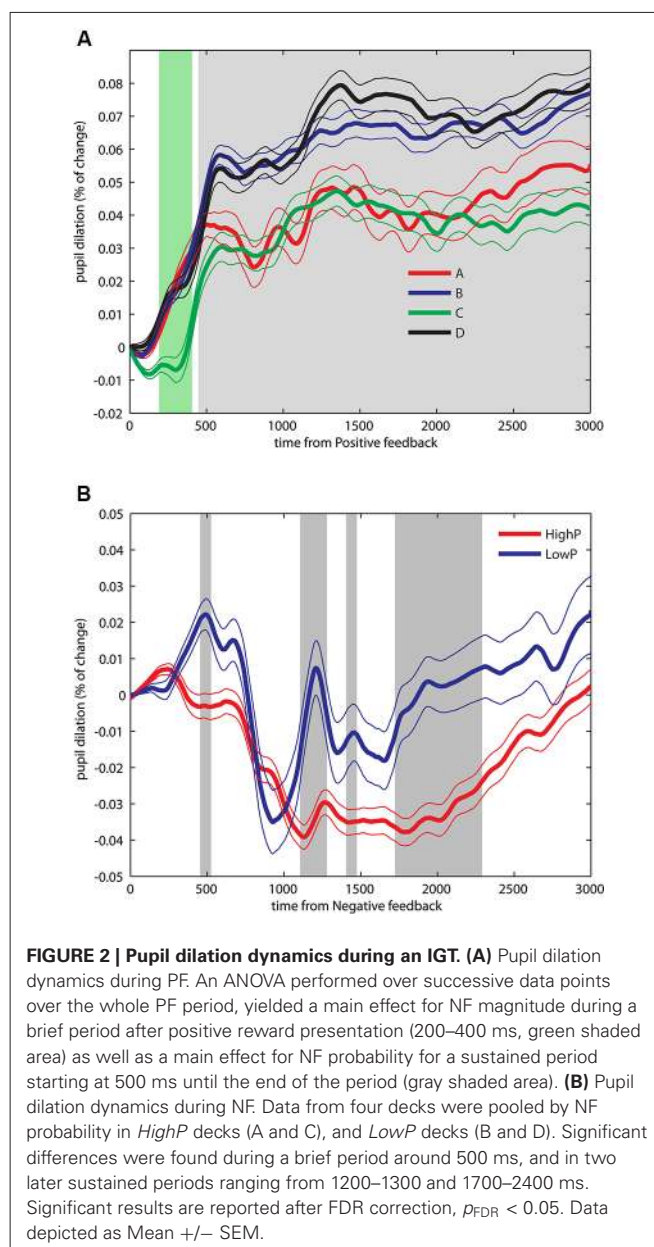 A
0.08
0.07
0.06
0.05
0.04
0.03
0.02
0.01
0
-0.01
-0.02
pupil dilation (% of change)
A
B
C
D
0 500 1000 1500 2000 2500 3000
time from Positive feedback
B
0.05
0.04
0.03
0.02
0.01
0
-0.01
-0.02
-0.03
-0.04
-0.05
pupil dilation (% of change)
HighP
LowP
0 500 1000 1500 2000 2500 3000
time from Negative feedback
FIGURE 2 | Pupil dilation dynamics during an IGT. (A) Pupil dilation
dynamics during PF. An ANOVA performed over successive data points
over the whole PF period, yielded a main effect for NF magnitude during a
brief period after positive reward presentation (200–400 ms, green shaded
area) as well as a main effect for NF probability for a sustained period
starting at 500 ms until the end of the period (gray shaded area). (B) Pupil
dilation dynamics during NF. Data from four decks were pooled by NF
probability in HighP decks (A and C), and LowP decks (B and D). Significant
differences were found during a brief period around 500 ms, and in two
later sustained periods ranging from 1200–1300 and 1700–2400 ms.
Significant results are reported after FDR correction, pFDR < 0.05. Data
depicted as Mean +/− SEM.